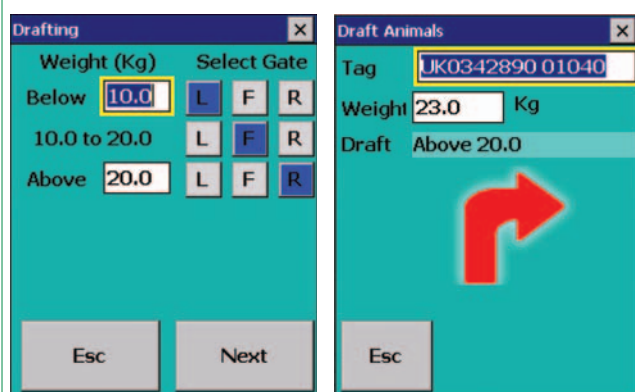 Drafting
Weight (Kg) Select Gate
Below 10.0 L F R
10.0 to 20.0 L F R
Above 20.0 L F R
Esc Next
Draft Animals
Tag UK0342890 01040
Weight 23.0 Kg
Draft Above 20.0
Esc